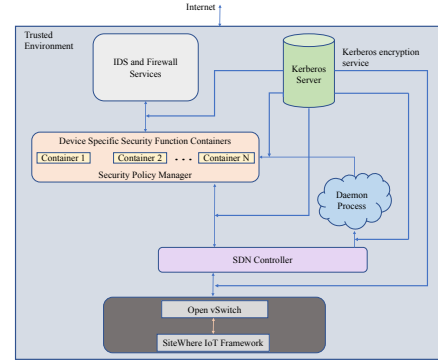 Internet
Trusted
Environment
IDS and Firewall
Services
Kerberos
Server
Kerberos encryption
service
Device Specific Security Function Containers
Container 1 Container 2 • • • Container N
Security Policy Manager
Daemon
Process
SDN Controller
Open vSwitch
SiteWhere IoT Framework